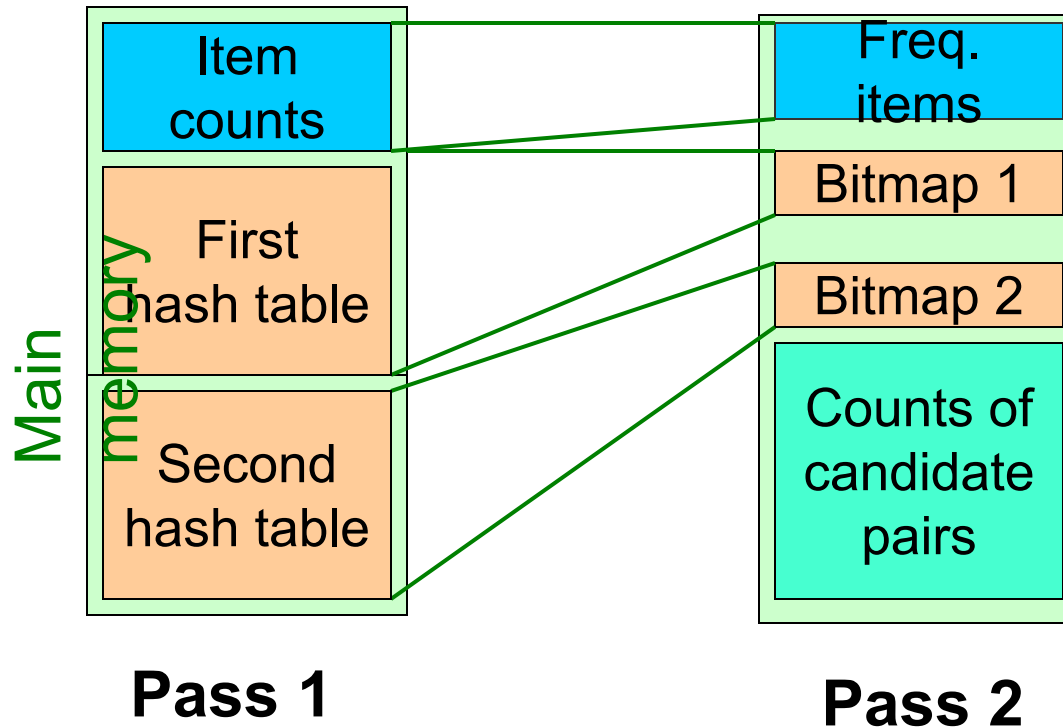 Main
memory
Item
counts
First
hash table
Second
hash table
Pass 1
Freq.
items
Bitmap 1
Bitmap 2
Counts of
candidate
pairs
Pass 2